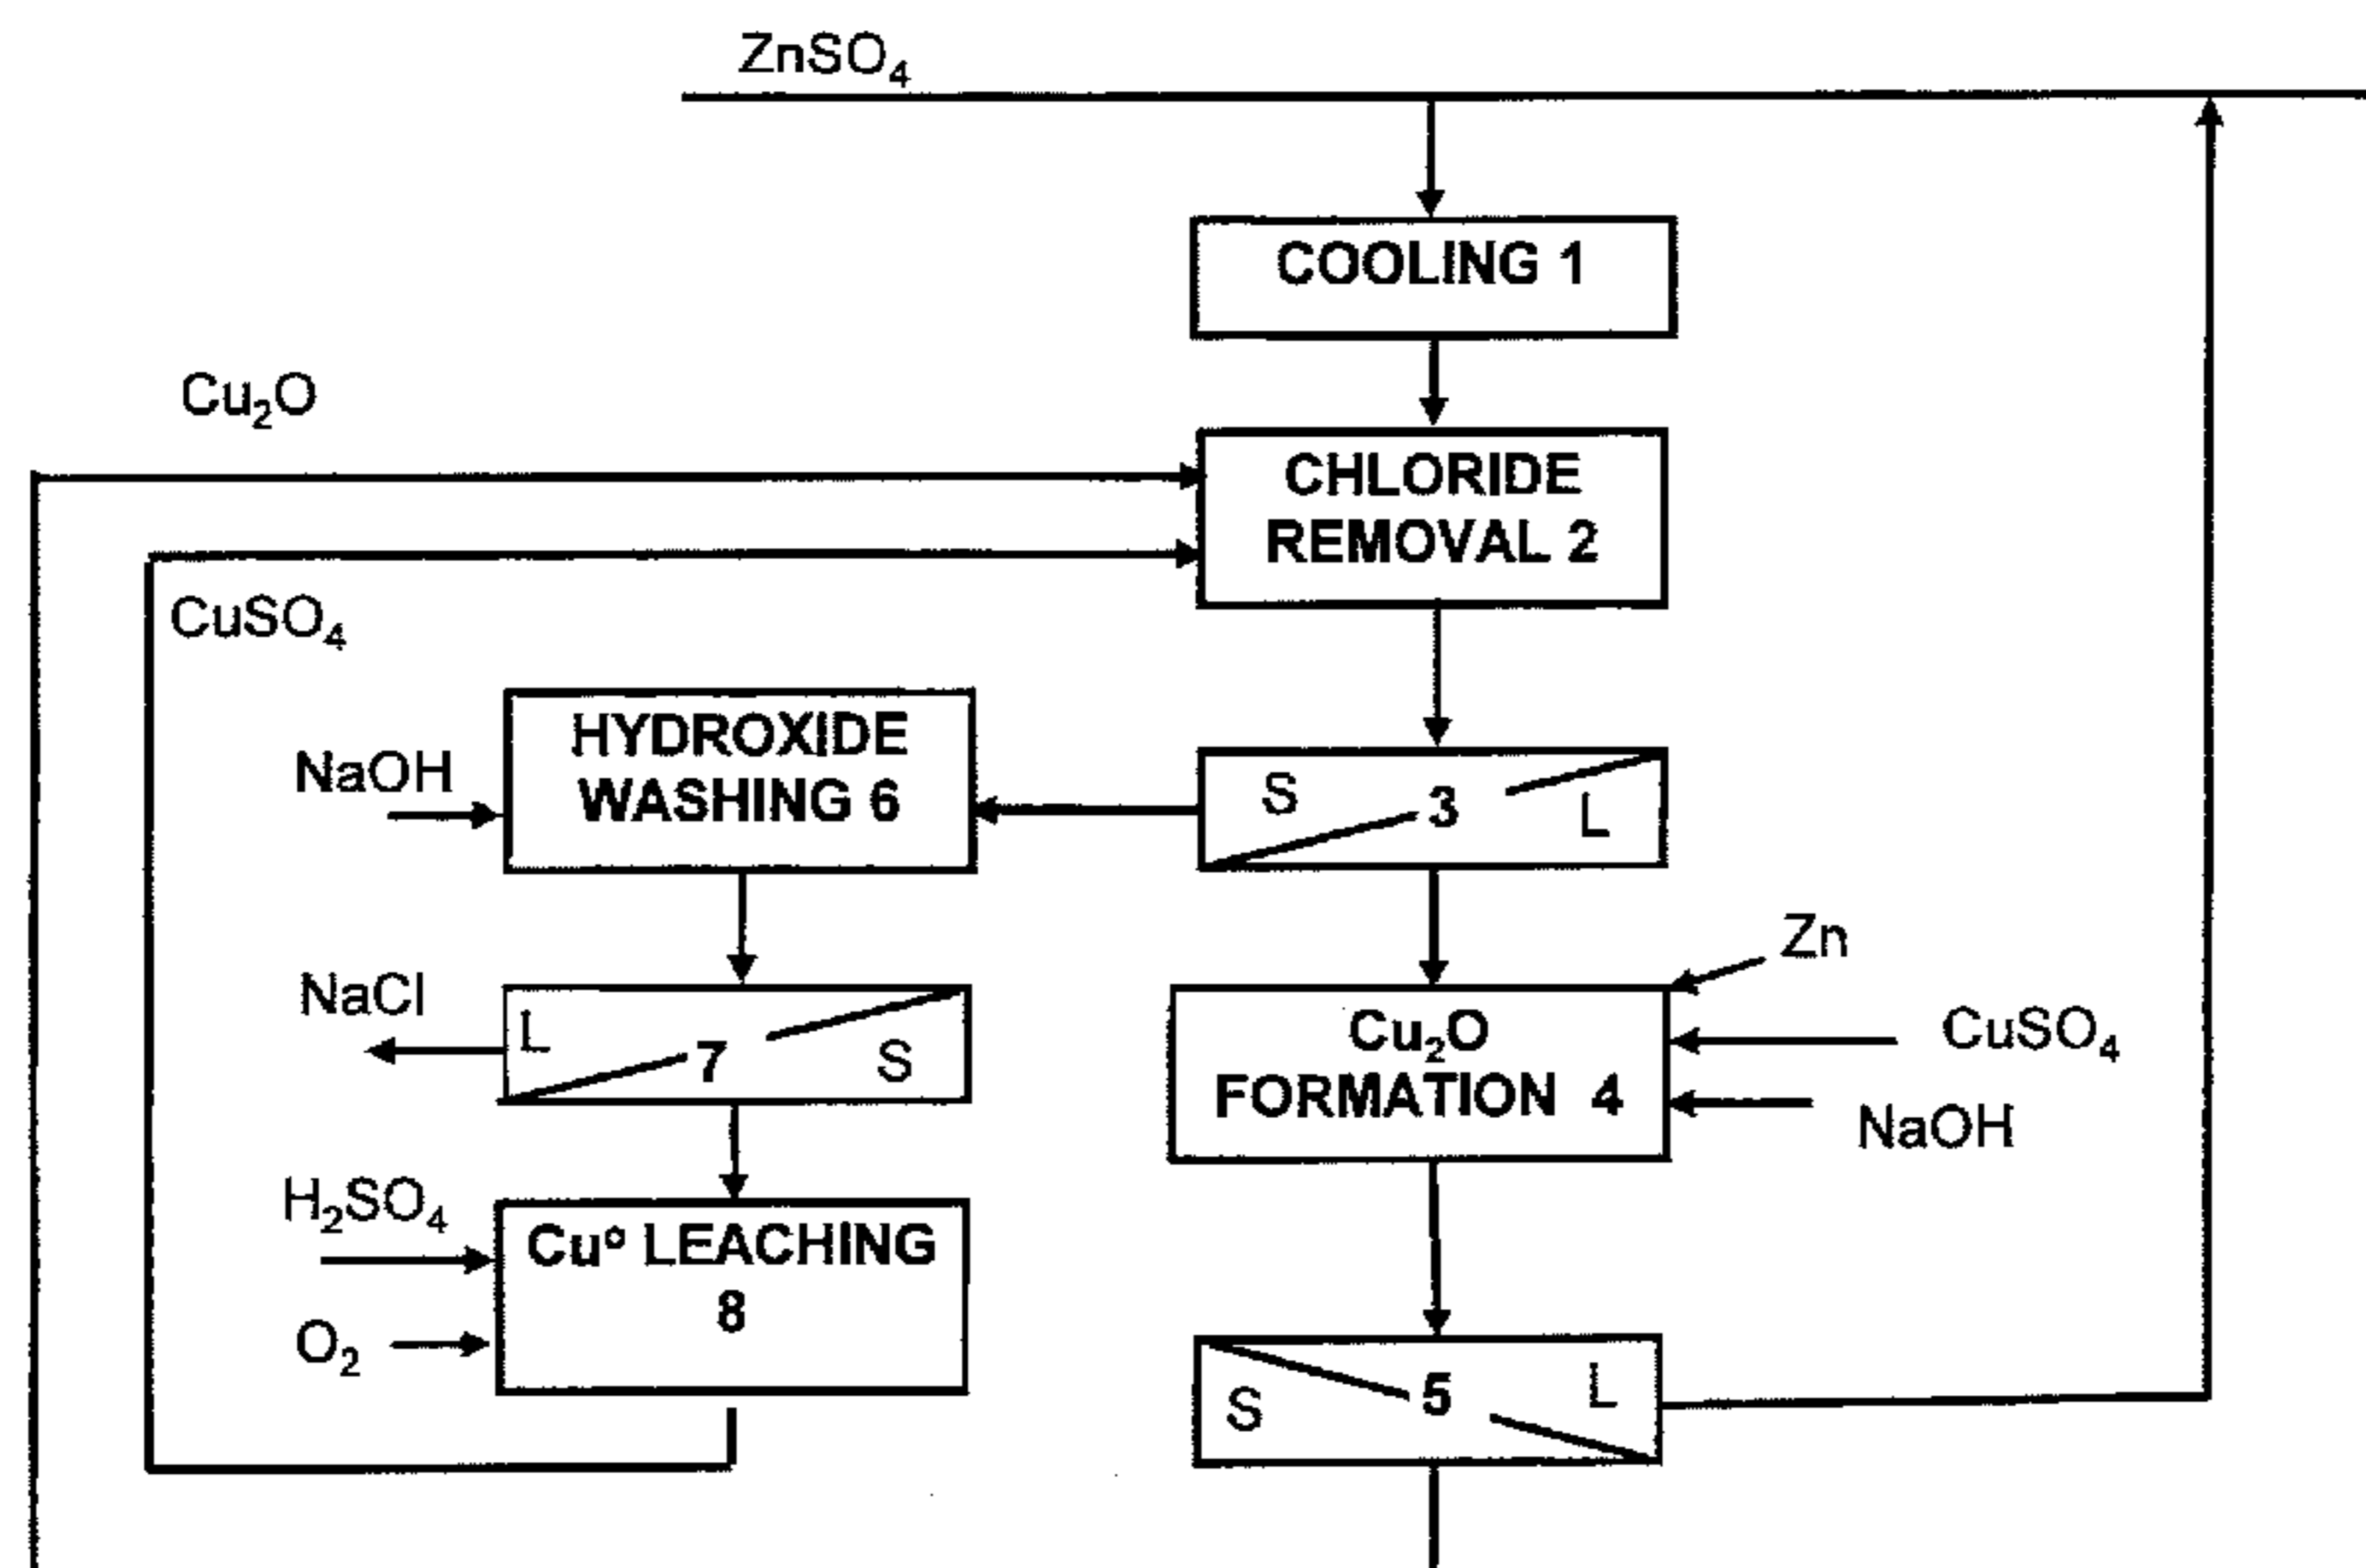 ZnSO₄
COOLING 1
Cu₂O
CHLORIDE
REMOVAL 2
CuSO₄
HYDROXIDE
WASHING 6
NaOH
S 3 L
Zn
NaCl
L 7 S
Cu₂O
FORMATION 4
CuSO₄
NaOH
H₂SO₄
Cu° LEACHING
8
O₂
S 5 L